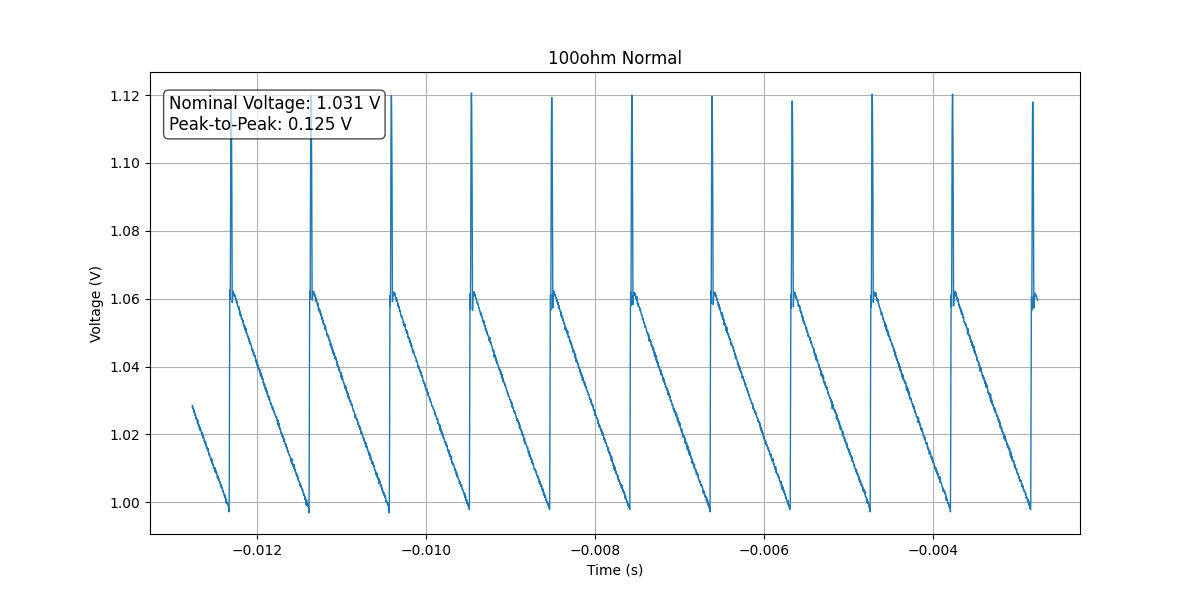 100ohm Normal
Nominal Voltage: 1.031 V
Peak-to-Peak: 0.125 V
Voltage (V)
1.12
1.10
1.08
1.06
1.04
1.02
1.00
−0.012
−0.010
−0.008
−0.006
−0.004
Time (s)